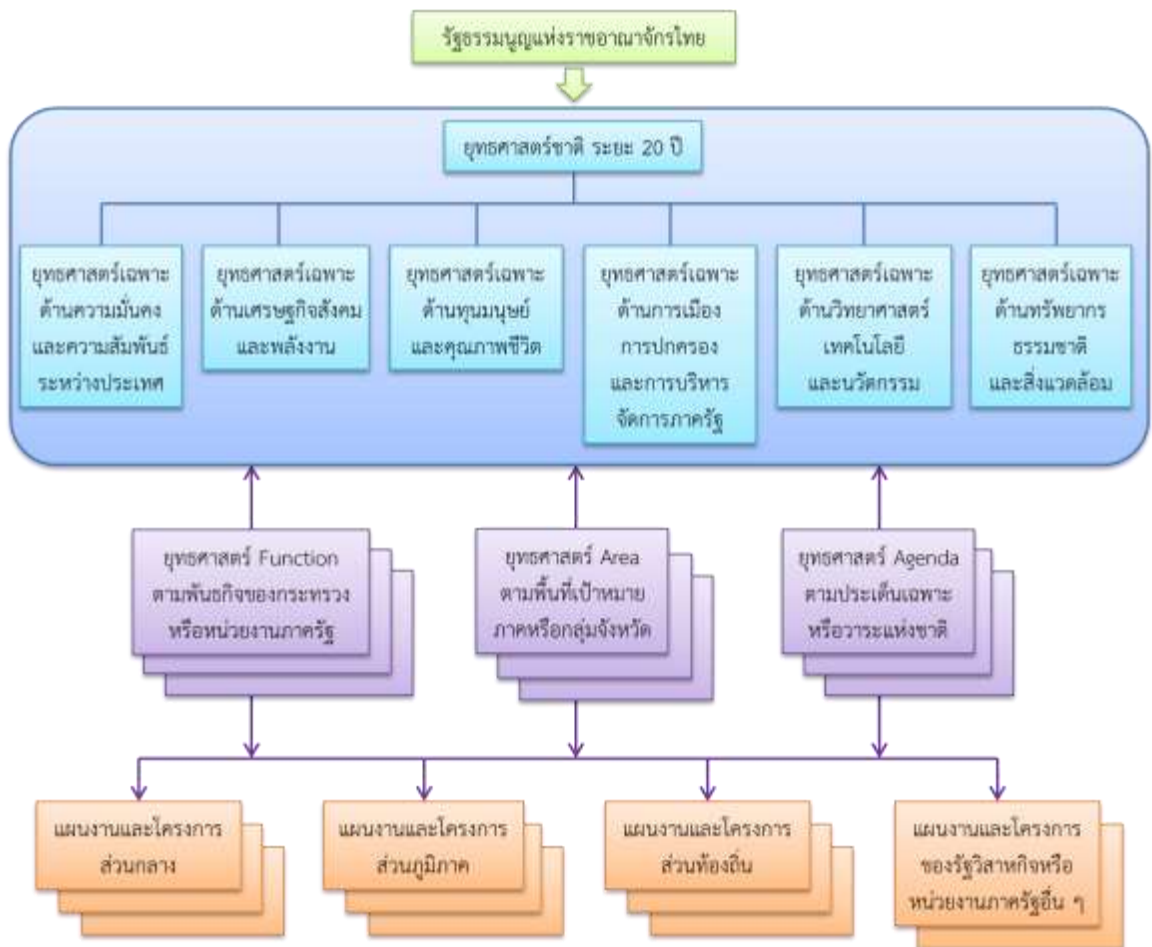 รัฐธรรมนูญแห่งราชอาณาจักรไทย
ยุทธศาสตร์ชาติ ระยะ 20 ปี
ยุทธศาสตร์เฉพาะ
ด้านความมั่นคง
และความสัมพันธ์
ระหว่างประเทศ
ยุทธศาสตร์เฉพาะ
ด้านเศรษฐกิจสังคม
และพลังงาน
ยุทธศาสตร์เฉพาะ
ด้านทุนมนุษย์
และคุณภาพชีวิต
ยุทธศาสตร์เฉพาะ
ด้านการเมือง
การปกครอง
และการบริหาร
จัดการภาครัฐ
ยุทธศาสตร์เฉพาะ
ด้านวิทยาศาสตร์
เทคโนโลยี
และนวัตกรรม
ยุทธศาสตร์เฉพาะ
ด้านทรัพยากร
ธรรมชาติ
และสิ่งแวดล้อม
ยุทธศาสตร์ Function
ตามพันธกิจของกระทรวง
หรือหน่วยงานภาครัฐ
ยุทธศาสตร์ Area
ตามพื้นที่เป้าหมาย
ภาคหรือกลุ่มจังหวัด
ยุทธศาสตร์ Agenda
ตามประเด็นเฉพาะ
หรือวาระแห่งชาติ
แผนงานและโครงการ
ส่วนกลาง
แผนงานและโครงการ
ส่วนภูมิภาค
แผนงานและโครงการ
ส่วนท้องถิ่น
แผนงานและโครงการ
ของรัฐวิสาหกิจหรือ
หน่วยงานภาครัฐอื่น ๆ